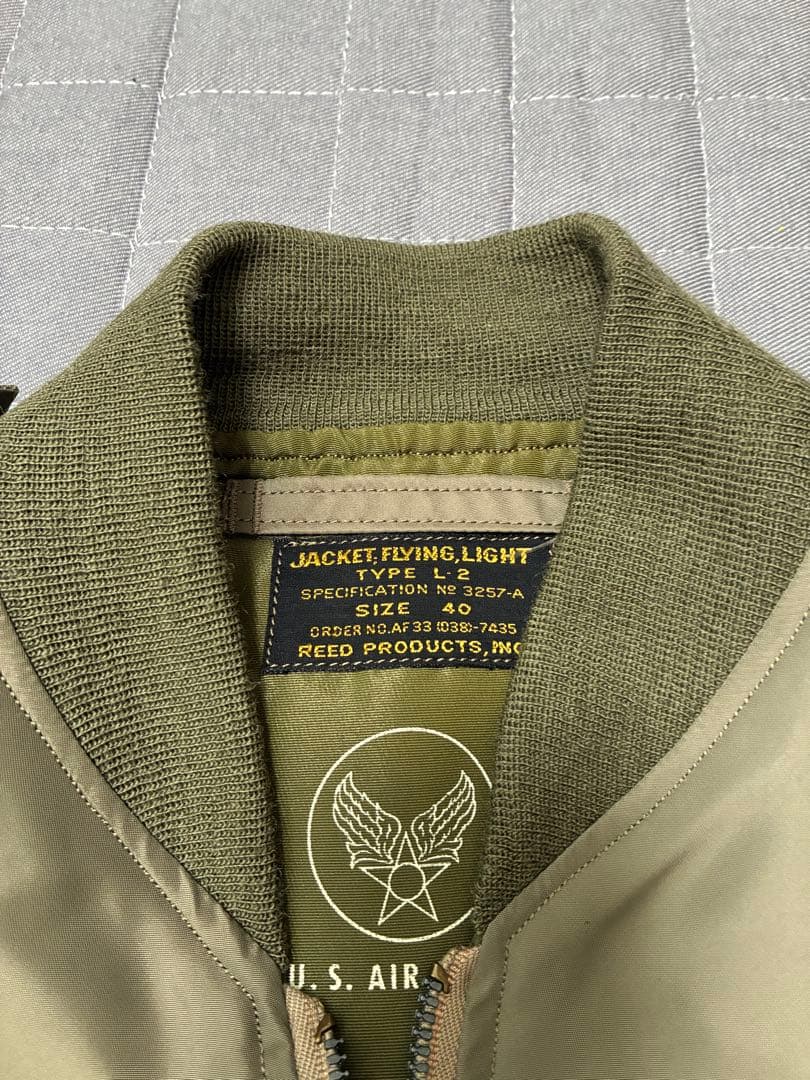 JACKET, FLYING, LIGHT
TYPE L-2
SPECIFICATION Nº 3257-A
SIZE 40
ORDER NO. AF 33 (038)-7435
REED PRODUCTS, INC
U. S. AIR